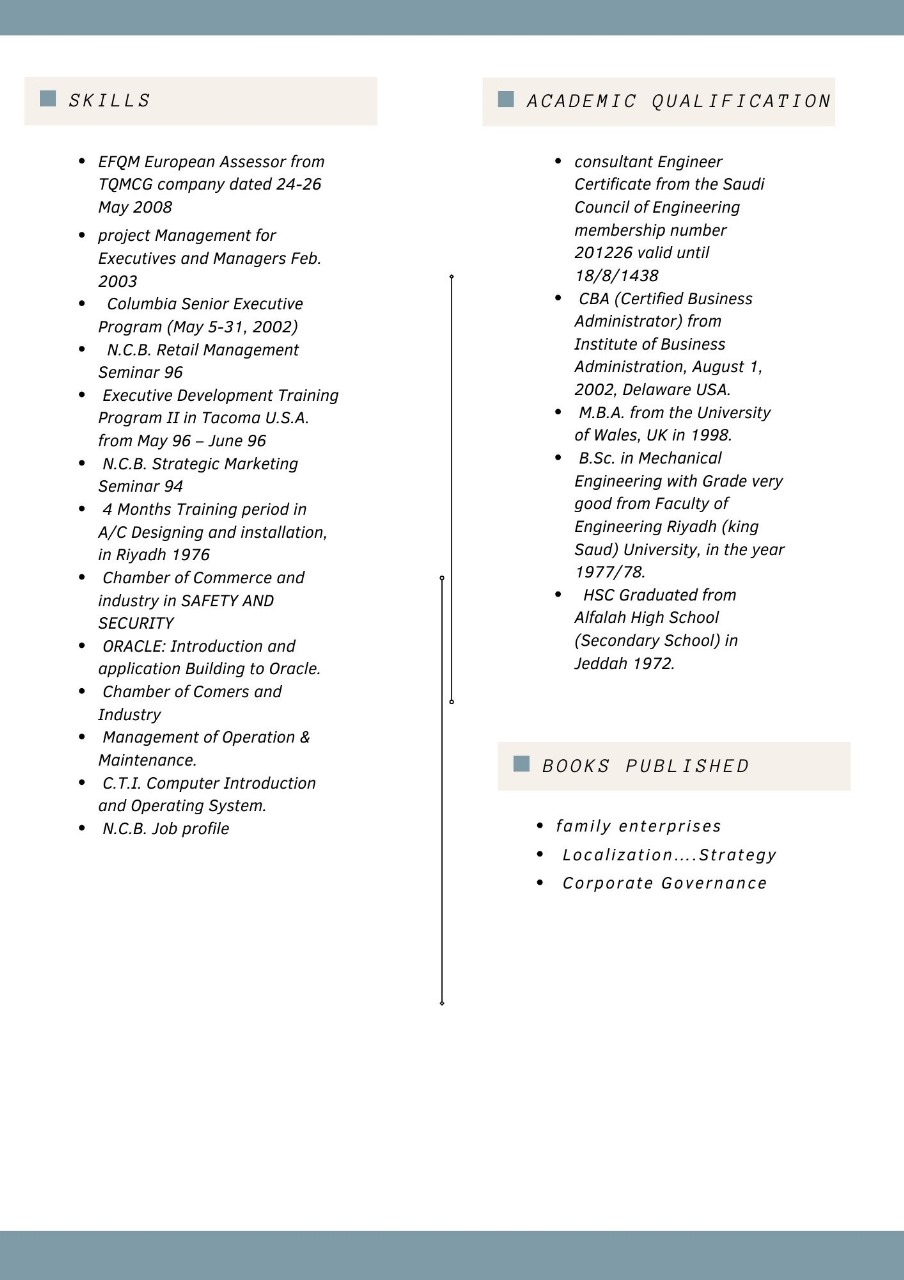 SKILLS
• EFQM European Assessor from
TQMCG company dated 24-26
May 2008
• project Management for
Executives and Managers Feb.
2003
• Columbia Senior Executive
Program (May 5-31, 2002)
• N.C.B. Retail Management
Seminar 96
• Executive Development Training
Program II in Tacoma U.S.A.
from May 96 – June 96
• N.C.B. Strategic Marketing
Seminar 94
• 4 Months Training period in
A/C Designing and installation,
in Riyadh 1976
• Chamber of Commerce and
industry in SAFETY AND
SECURITY
• ORACLE: Introduction and
application Building to Oracle.
• Chamber of Comers and
Industry
• Management of Operation &
Maintenance.
• C.T.I. Computer Introduction
and Operating System.
• N.C.B. Job profile
ACADEMIC QUALIFICATION
• consultant Engineer
Certificate from the Saudi
Council of Engineering
membership number
201226 valid until
18/8/1438
• CBA (Certified Business
Administrator) from
Institute of Business
Administration, August 1,
2002, Delaware USA.
• M.B.A. from the University
of Wales, UK in 1998.
• B.Sc. in Mechanical
Engineering with Grade very
good from Faculty of
Engineering Riyadh (king
Saud) University, in the year
1977/78.
• HSC Graduated from
Alfalah High School
(Secondary School) in
Jeddah 1972.
BOOKS PUBLISHED
• family enterprises
• Localization....Strategy
• Corporate Governance